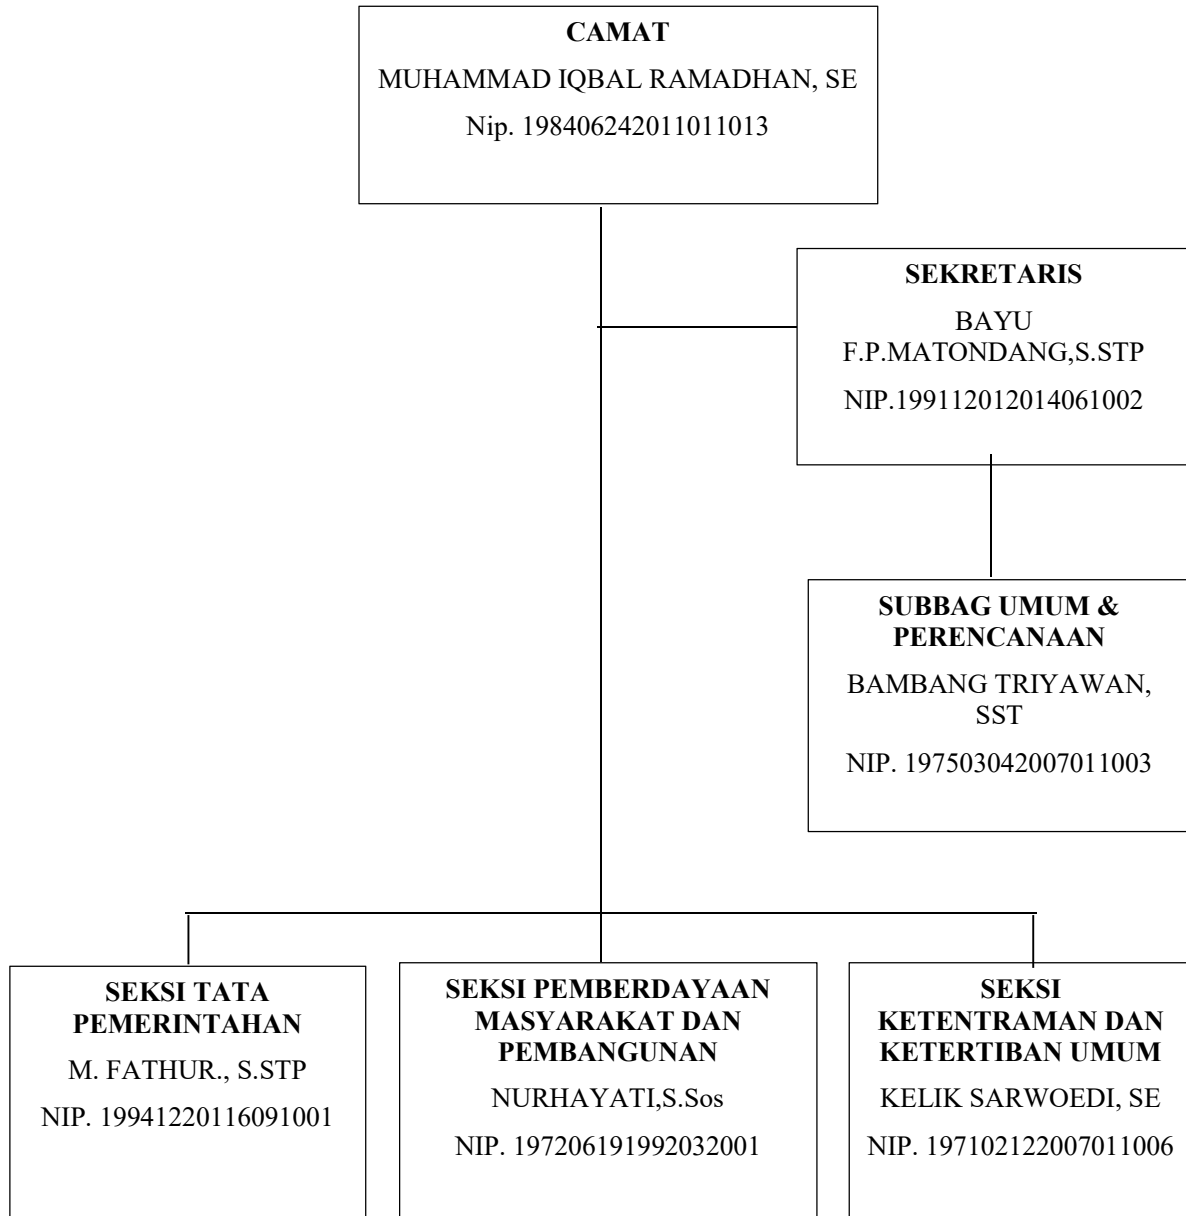 CAMAT
MUHAMMAD IQBAL RAMADHAN, SE
Nip. 198406242011011013
SEKRETARIS
BAYU
F.P.MATONDANG,S.STP
NIP.199112012014061002
SUBBAG UMUM &
PERENCANAAN
BAMBANG TRIYAWAN,
SST
NIP. 197503042007011003
SEKSI TATA
PEMERINTAHAN
M. FATHUR., S.STP
NIP. 19941220116091001
SEKSI PEMBERDAYAAN
MASYARAKAT DAN
PEMBANGUNAN
NURHAYATI,S.Sos
NIP. 197206191992032001
SEKSI
KETENTRAMAN DAN
KETERTIBAN UMUM
KELIK SARWOEDI, SE
NIP. 197102122007011006